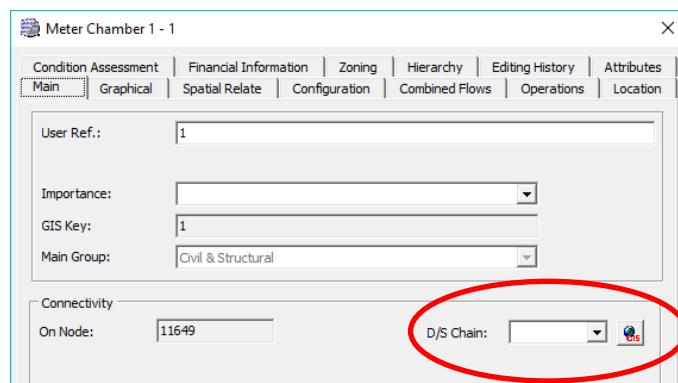 Meter Chamber 1 - 1
Condition Assessment Financial Information Zoning Hierarchy Editing History Attributes
Main Graphical Spatial Relate Configuration Combined Flows Operations Location
User Ref.: 1
Importance:
GIS Key: 1
Main Group: Civil & Structural
Connectivity
On Node: 11649 D/S Chain: GIS